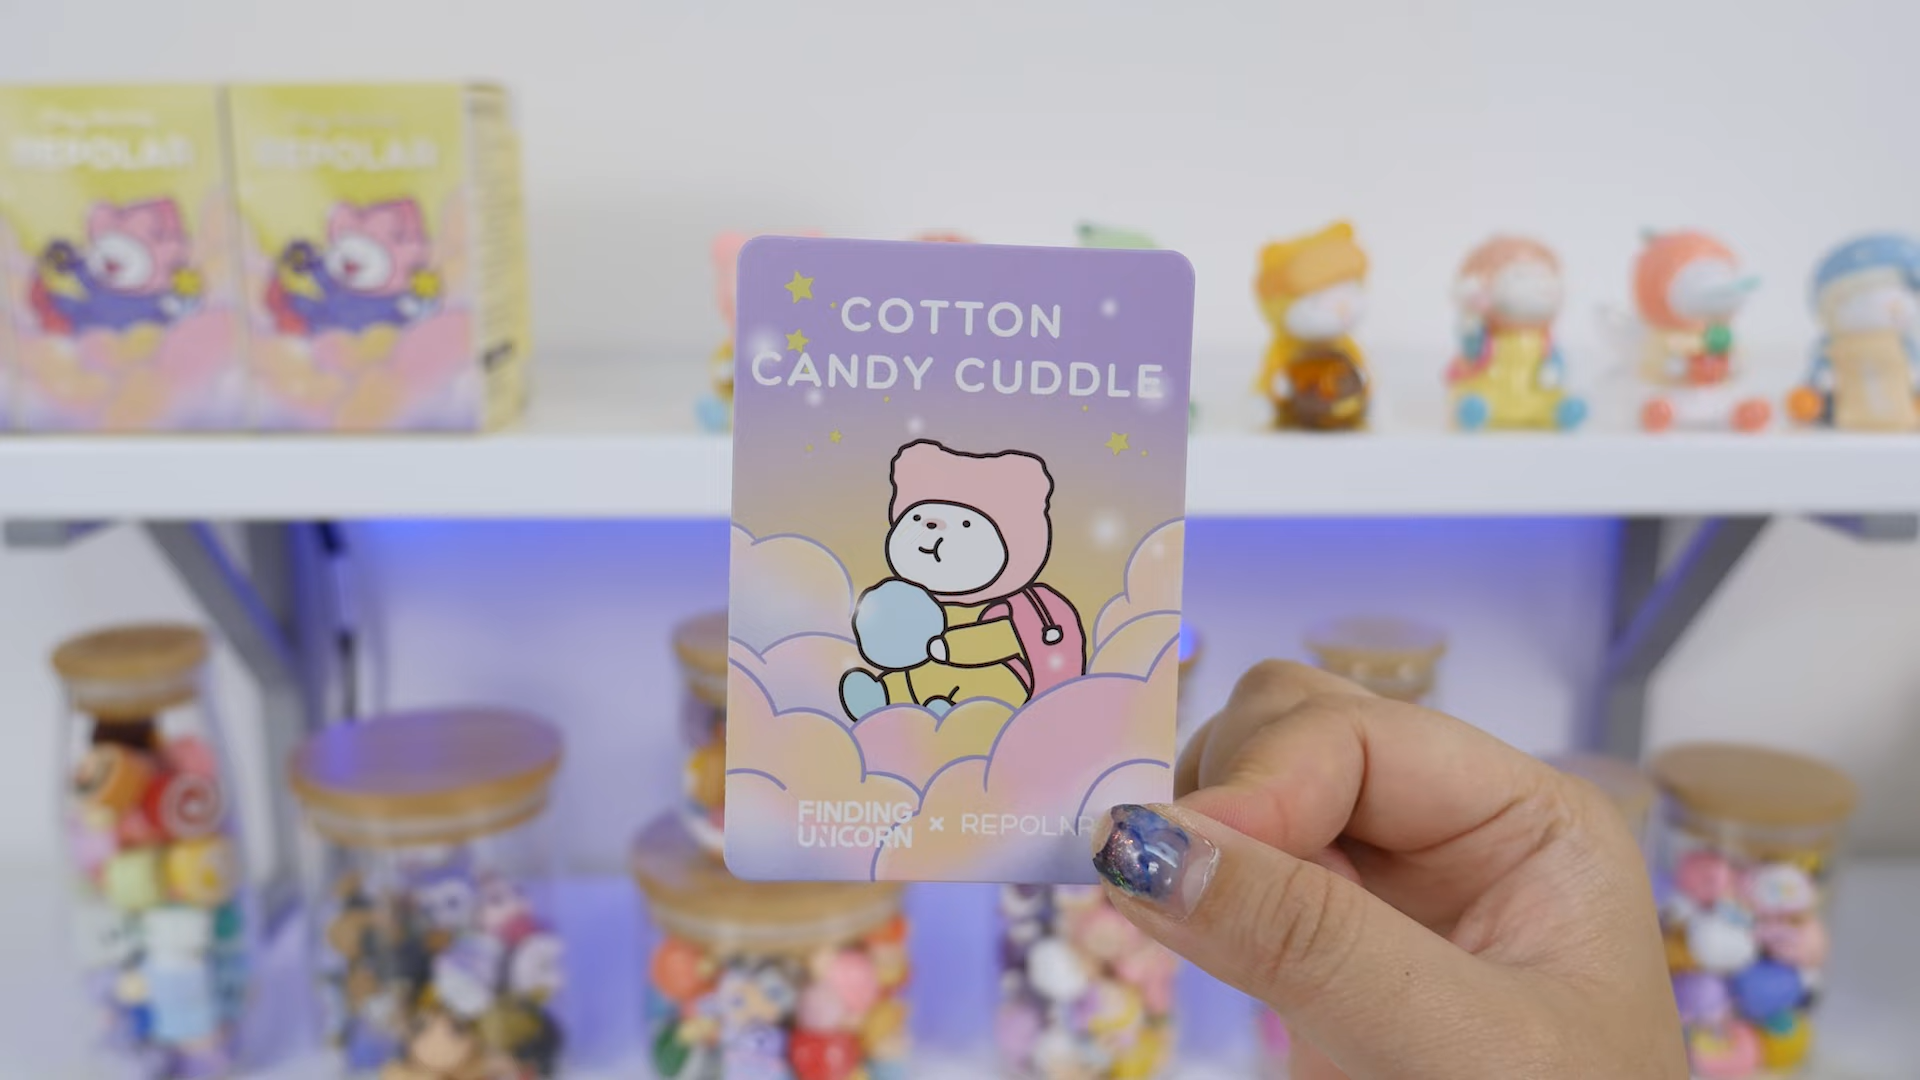 REPOLAR
REPOLAR
COTTON
CANDY CUDDLE
FINDING
UNICORN
× REPOLAR